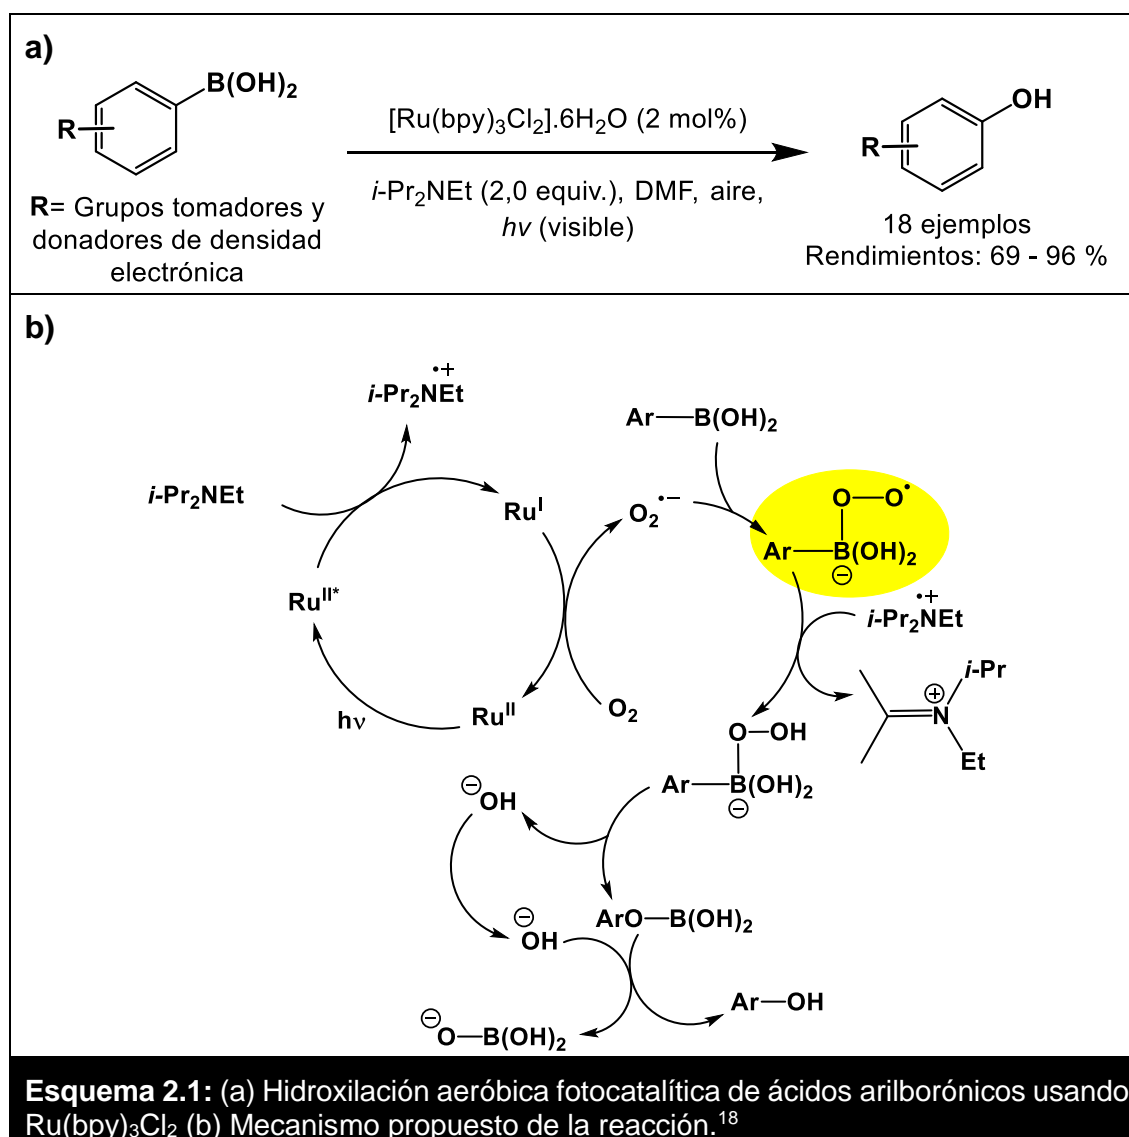 a)
B(OH)₂
R
R= Grupos tomadores y
donadores de densidad
electrónica
[Ru(bpy)₃Cl₂].6H₂O (2 mol%)
i-Pr₂NEt (2,0 equiv.), DMF, aire,
hv (visible)
OH
R
18 ejemplos
Rendimientos: 69 - 96 %
b)
i-Pr₂NEt•+
i-Pr₂NEt
Ruᴵ
Ruᴵᴵ*
hν
Ruᴵᴵ
O₂
O₂•−
Ar—B(OH)₂
O—O•
Ar—B(OH)₂
⊖
i-Pr₂NEt•+
i-Pr
⊕
N
Et
O—OH
Ar—B(OH)₂
⊖
⊖OH
⊖OH
ArO—B(OH)₂
Ar—OH
⊖O—B(OH)₂
Esquema 2.1: (a) Hidroxilación aeróbica fotocatalítica de ácidos arilborónicos usando
Ru(bpy)₃Cl₂ (b) Mecanismo propuesto de la reacción.¹⁸